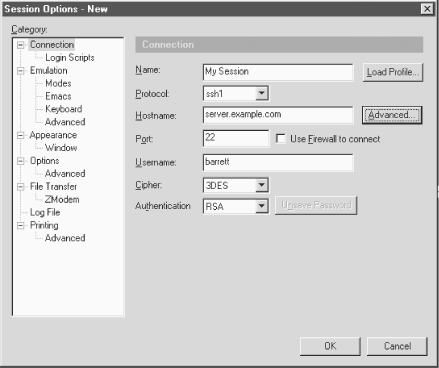 Session Options - New
Category:
Connection
Login Scripts
Emulation
Modes
Emacs
Keyboard
Advanced
Appearance
Window
Options
Advanced
File Transfer
ZModem
Log File
Printing
Advanced
Connection
Name: My Session Load Profile...
Protocol: ssh1
Hostname: server.example.com Advanced...
Port: 22 Use Firewall to connect
Username: barrett
Cipher: 3DES
Authentication RSA Unsave Password
OK Cancel